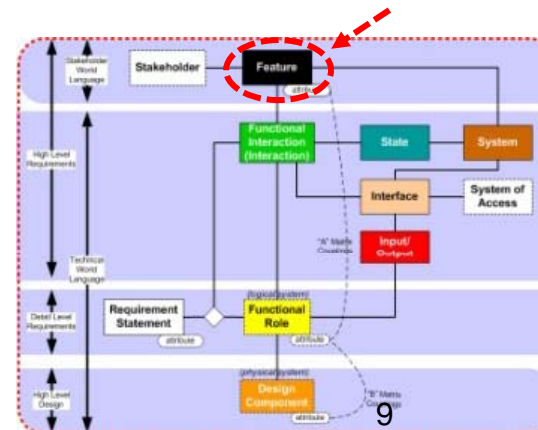 Stakeholder
World
Language
Stakeholder
Feature
attribute
Functional
Interaction
(Interaction)
State
System
High Level
Requirements
Interface
System of
Access
Technical
World
Language
"A" Matrix
Couplings
Input/
Output
Detail Level
Requirements
Requirement
Statement
attribute
(logical system)
Functional
Role
attribute
High Level
Design
(physical system)
Design
Component
attribute
"B" Matrix
Couplings
9